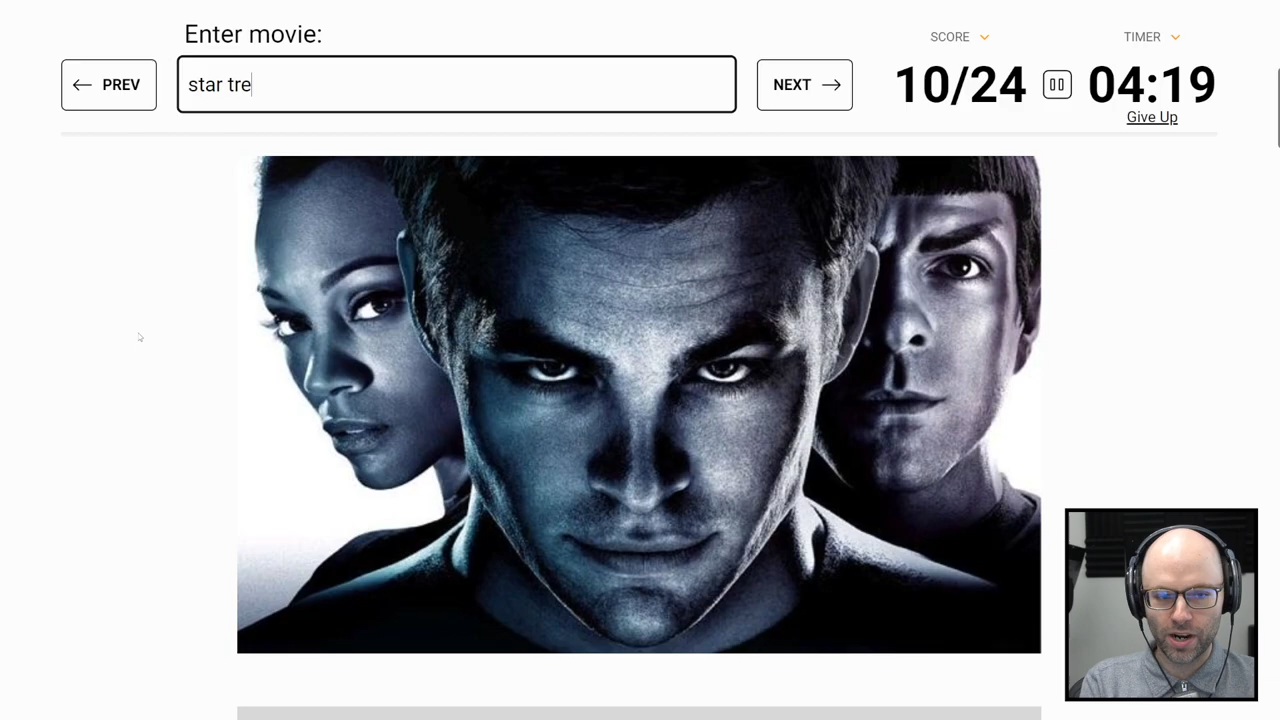 Enter movie:
PREV
star tre
NEXT
SCORE
10/24
TIMER
04:19
Give Up